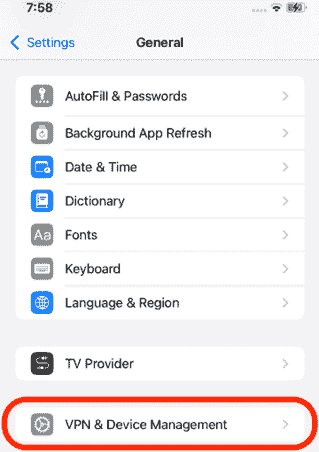 7:58
Settings
General
AutoFill & Passwords
Background App Refresh
Date & Time
Dictionary
Aa Fonts
Keyboard
Language & Region
TV Provider
VPN & Device Management